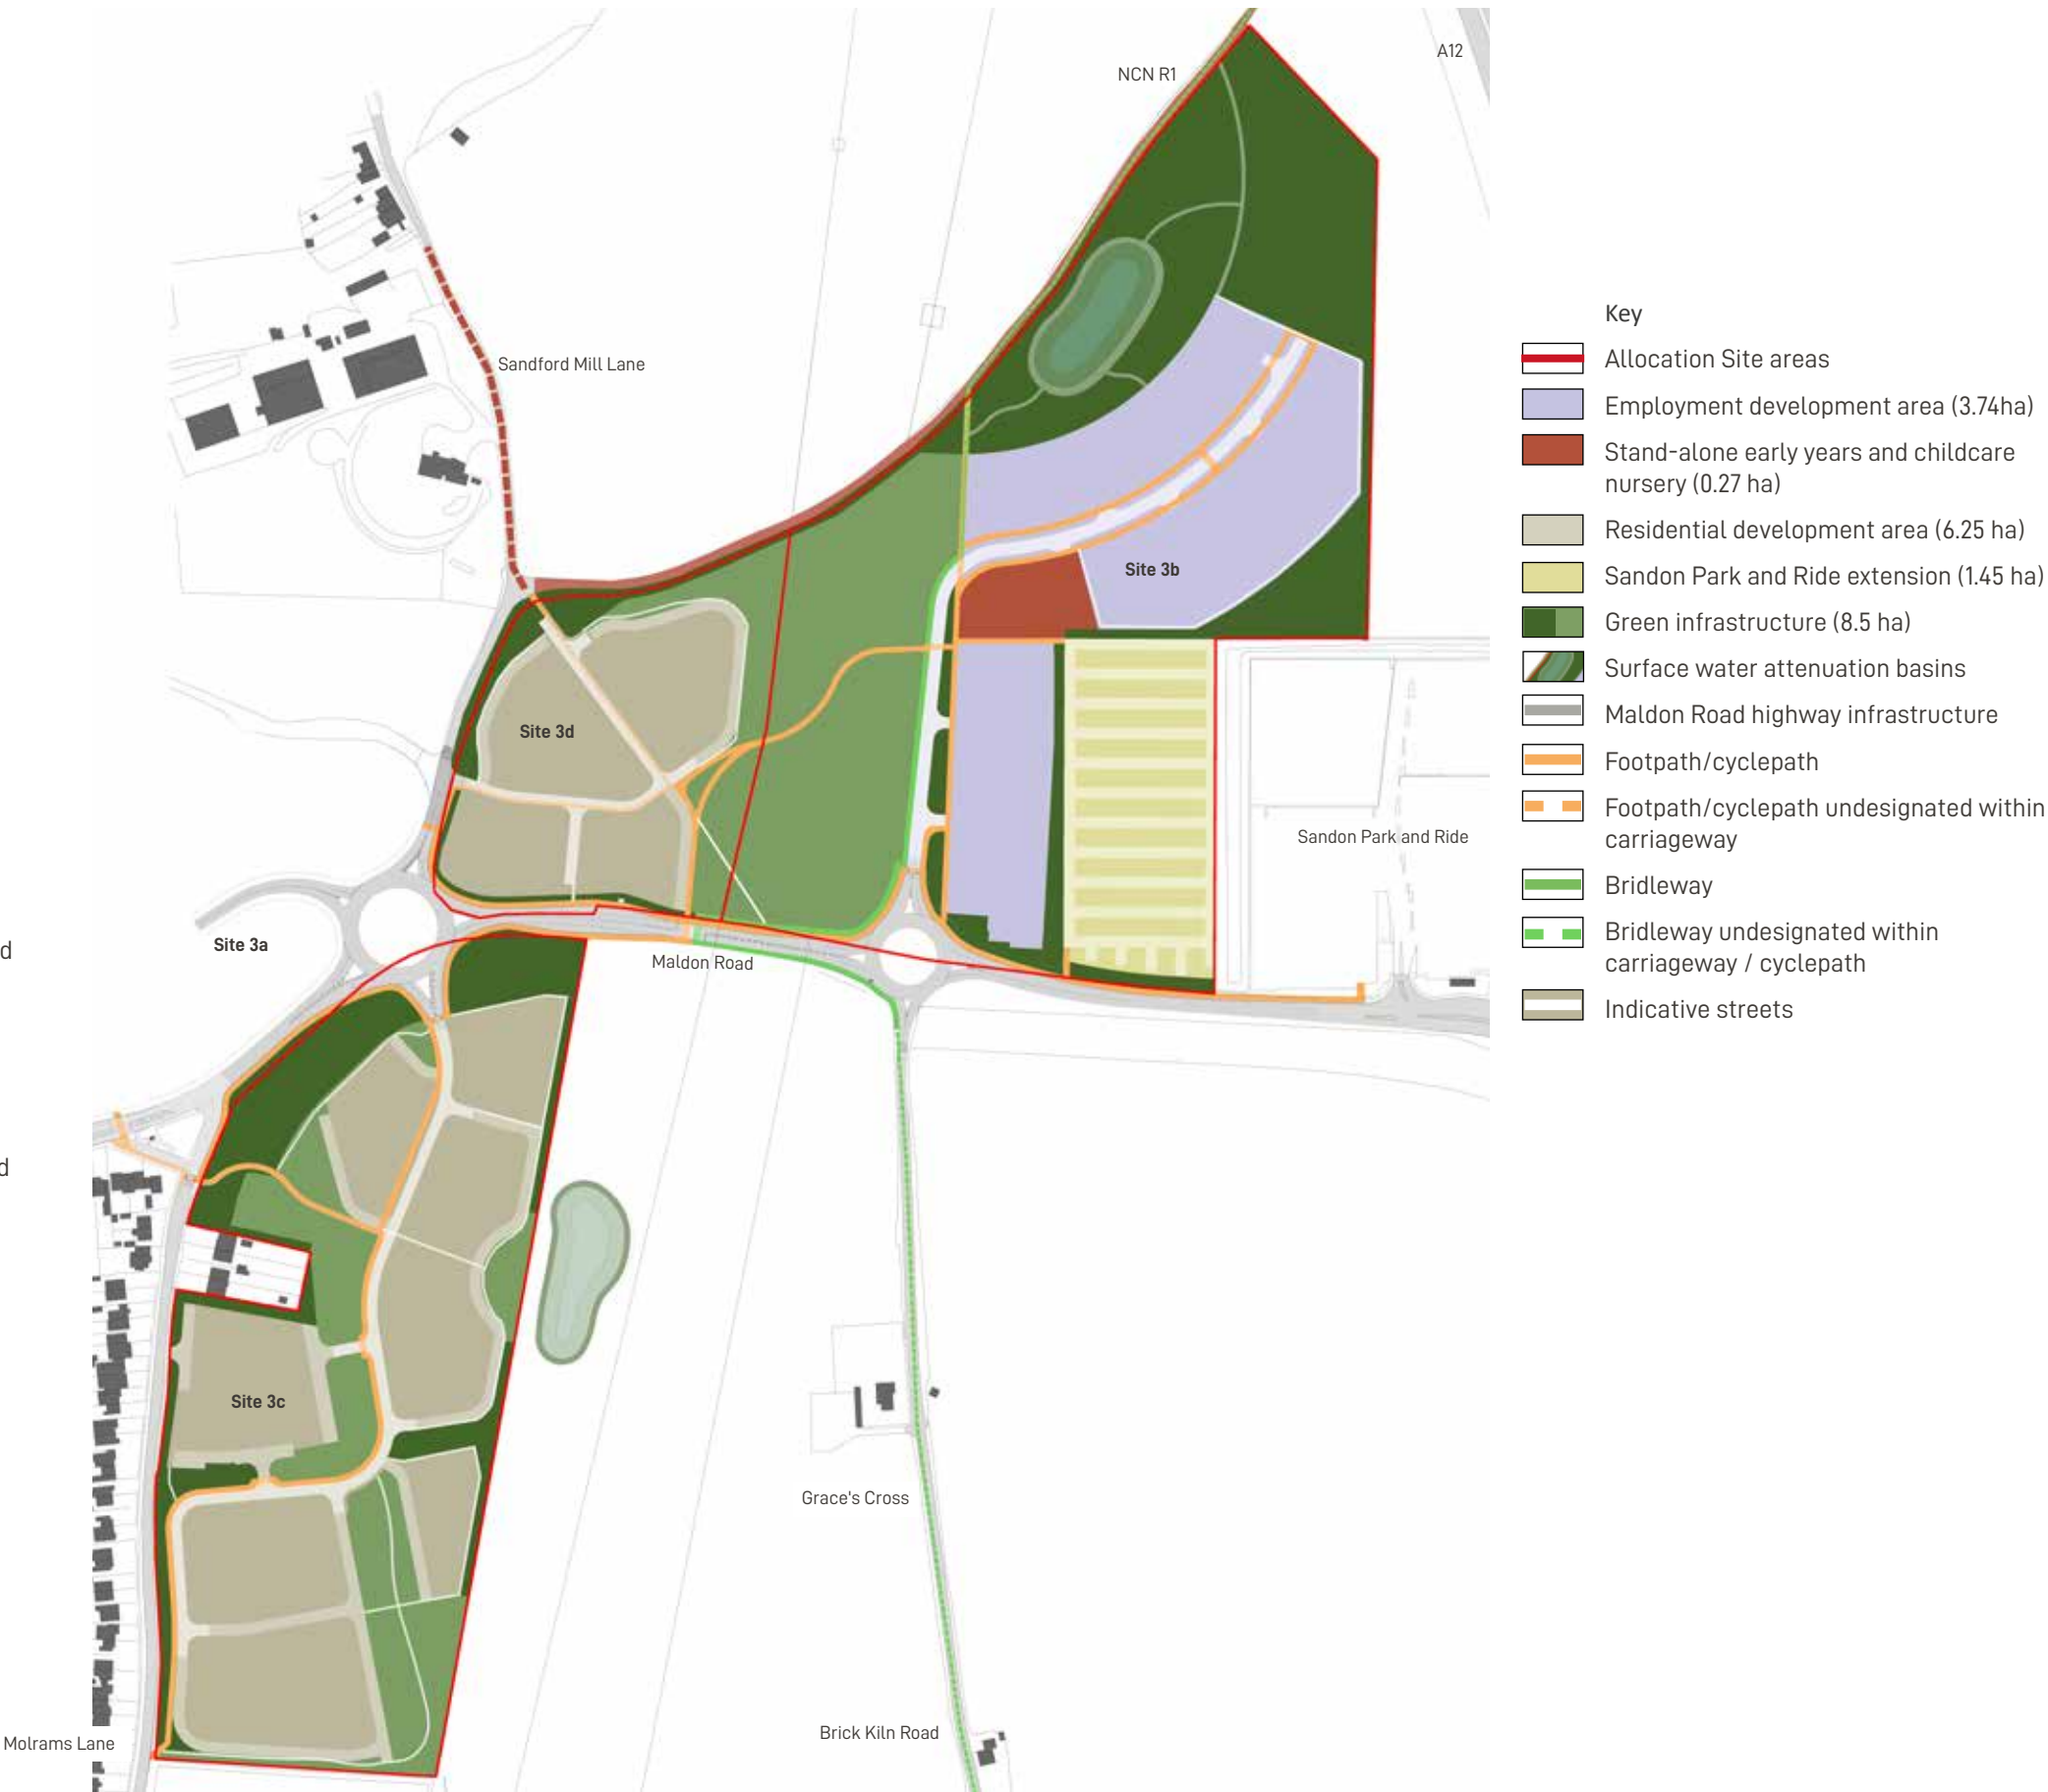 A12
NCN R1
Sandford Mill Lane
Site 3b
Site 3d
Sandon Park and Ride
d
Site 3a
Maldon Road
d
Site 3c
Grace's Cross
Brick Kiln Road
Molrams Lane
Key
Allocation Site areas
Employment development area (3.74ha)
Stand-alone early years and childcare
nursery (0.27 ha)
Residential development area (6.25 ha)
Sandon Park and Ride extension (1.45 ha)
Green infrastructure (8.5 ha)
Surface water attenuation basins
Maldon Road highway infrastructure
Footpath/cyclepath
Footpath/cyclepath undesignated within
carriageway
Bridleway
Bridleway undesignated within
carriageway / cyclepath
Indicative streets